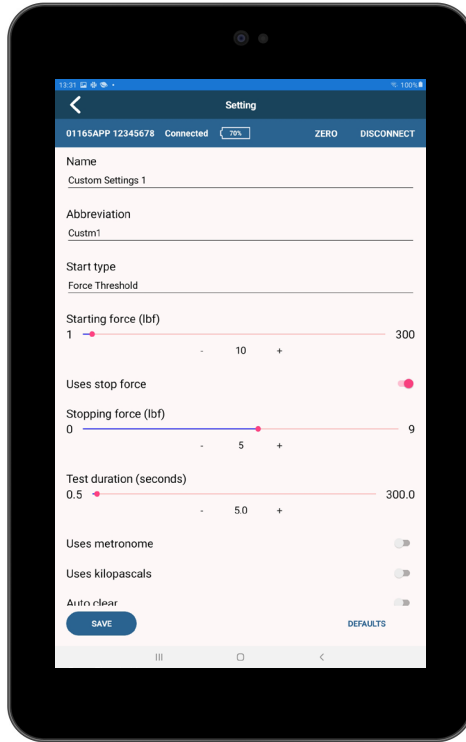 13:31 100%
Setting
01165APP 12345678 Connected 70% ZERO DISCONNECT
Name
Custom Settings 1
Abbreviation
Custm1
Start type
Force Threshold
Starting force (lbf)
1 300
- 10 +
Uses stop force
Stopping force (lbf)
0 9
- 5 +
Test duration (seconds)
0.5 300.0
- 5.0 +
Uses metronome
Uses kilopascals
Auto clear
SAVE DEFAULTS